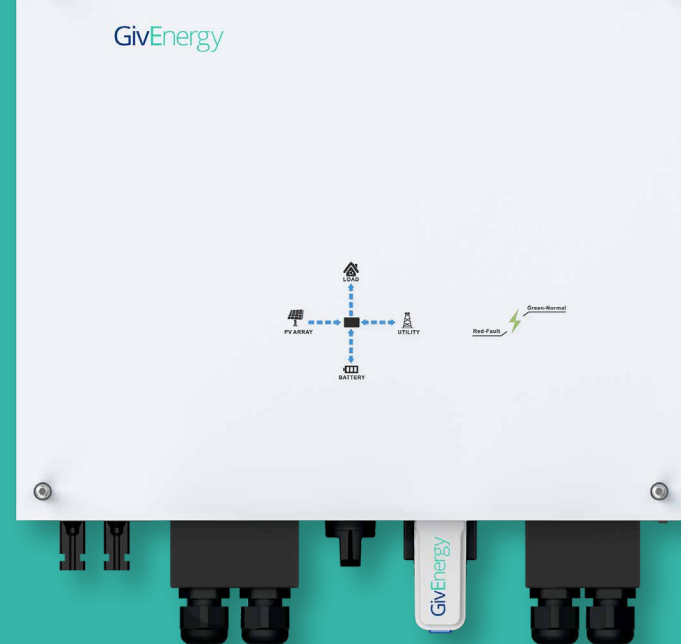 GivEnergy
LOAD
PV ARRAY
UTILITY
BATTERY
Green-Normal
Red-Fault
GivEnergy